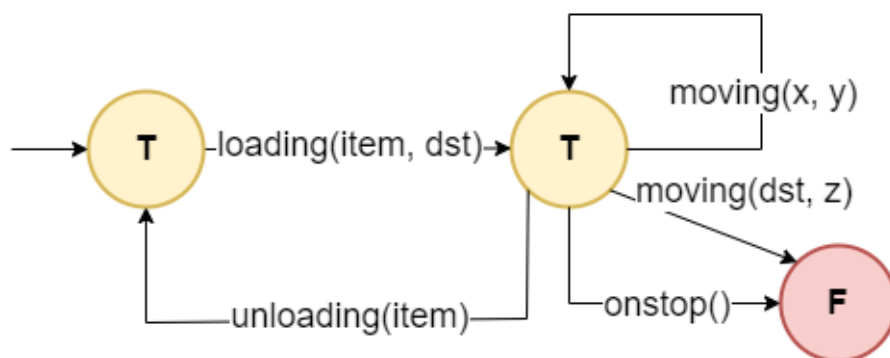 moving(x, y)
T
loading(item, dst)
T
moving(dst, z)
unloading(item)
onstop()
F